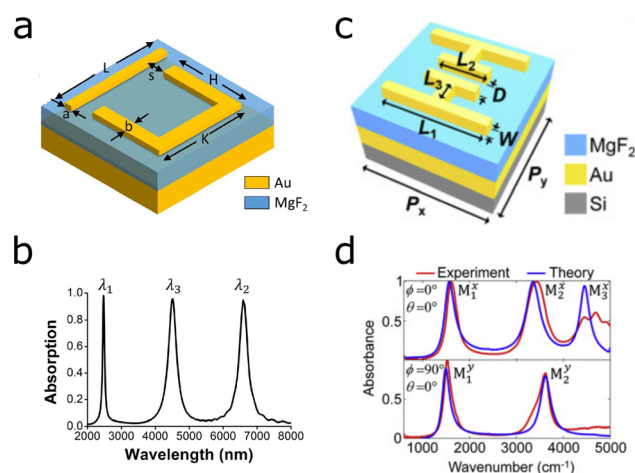 a
L
s
H
a
b
K
Au
MgF₂
b
λ₁
λ₃
λ₂
1.0
0.8
0.6
0.4
0.2
0.0
Absorption
2000 3000 4000 5000 6000 7000 8000
Wavelength (nm)
c
L₂
L₃
D
L₁
W
Pₓ
Pᵧ
MgF₂
Au
Si
d
Experiment
Theory
Absorbance
1
0.5
0
1
0.5
0
ϕ=0°
θ=0°
M₁ˣ
M₂ˣ
M₃ˣ
ϕ=90°
θ=0°
M₁ʸ
M₂ʸ
1000 2000 3000 4000 5000
Wavenumber (cm⁻¹)